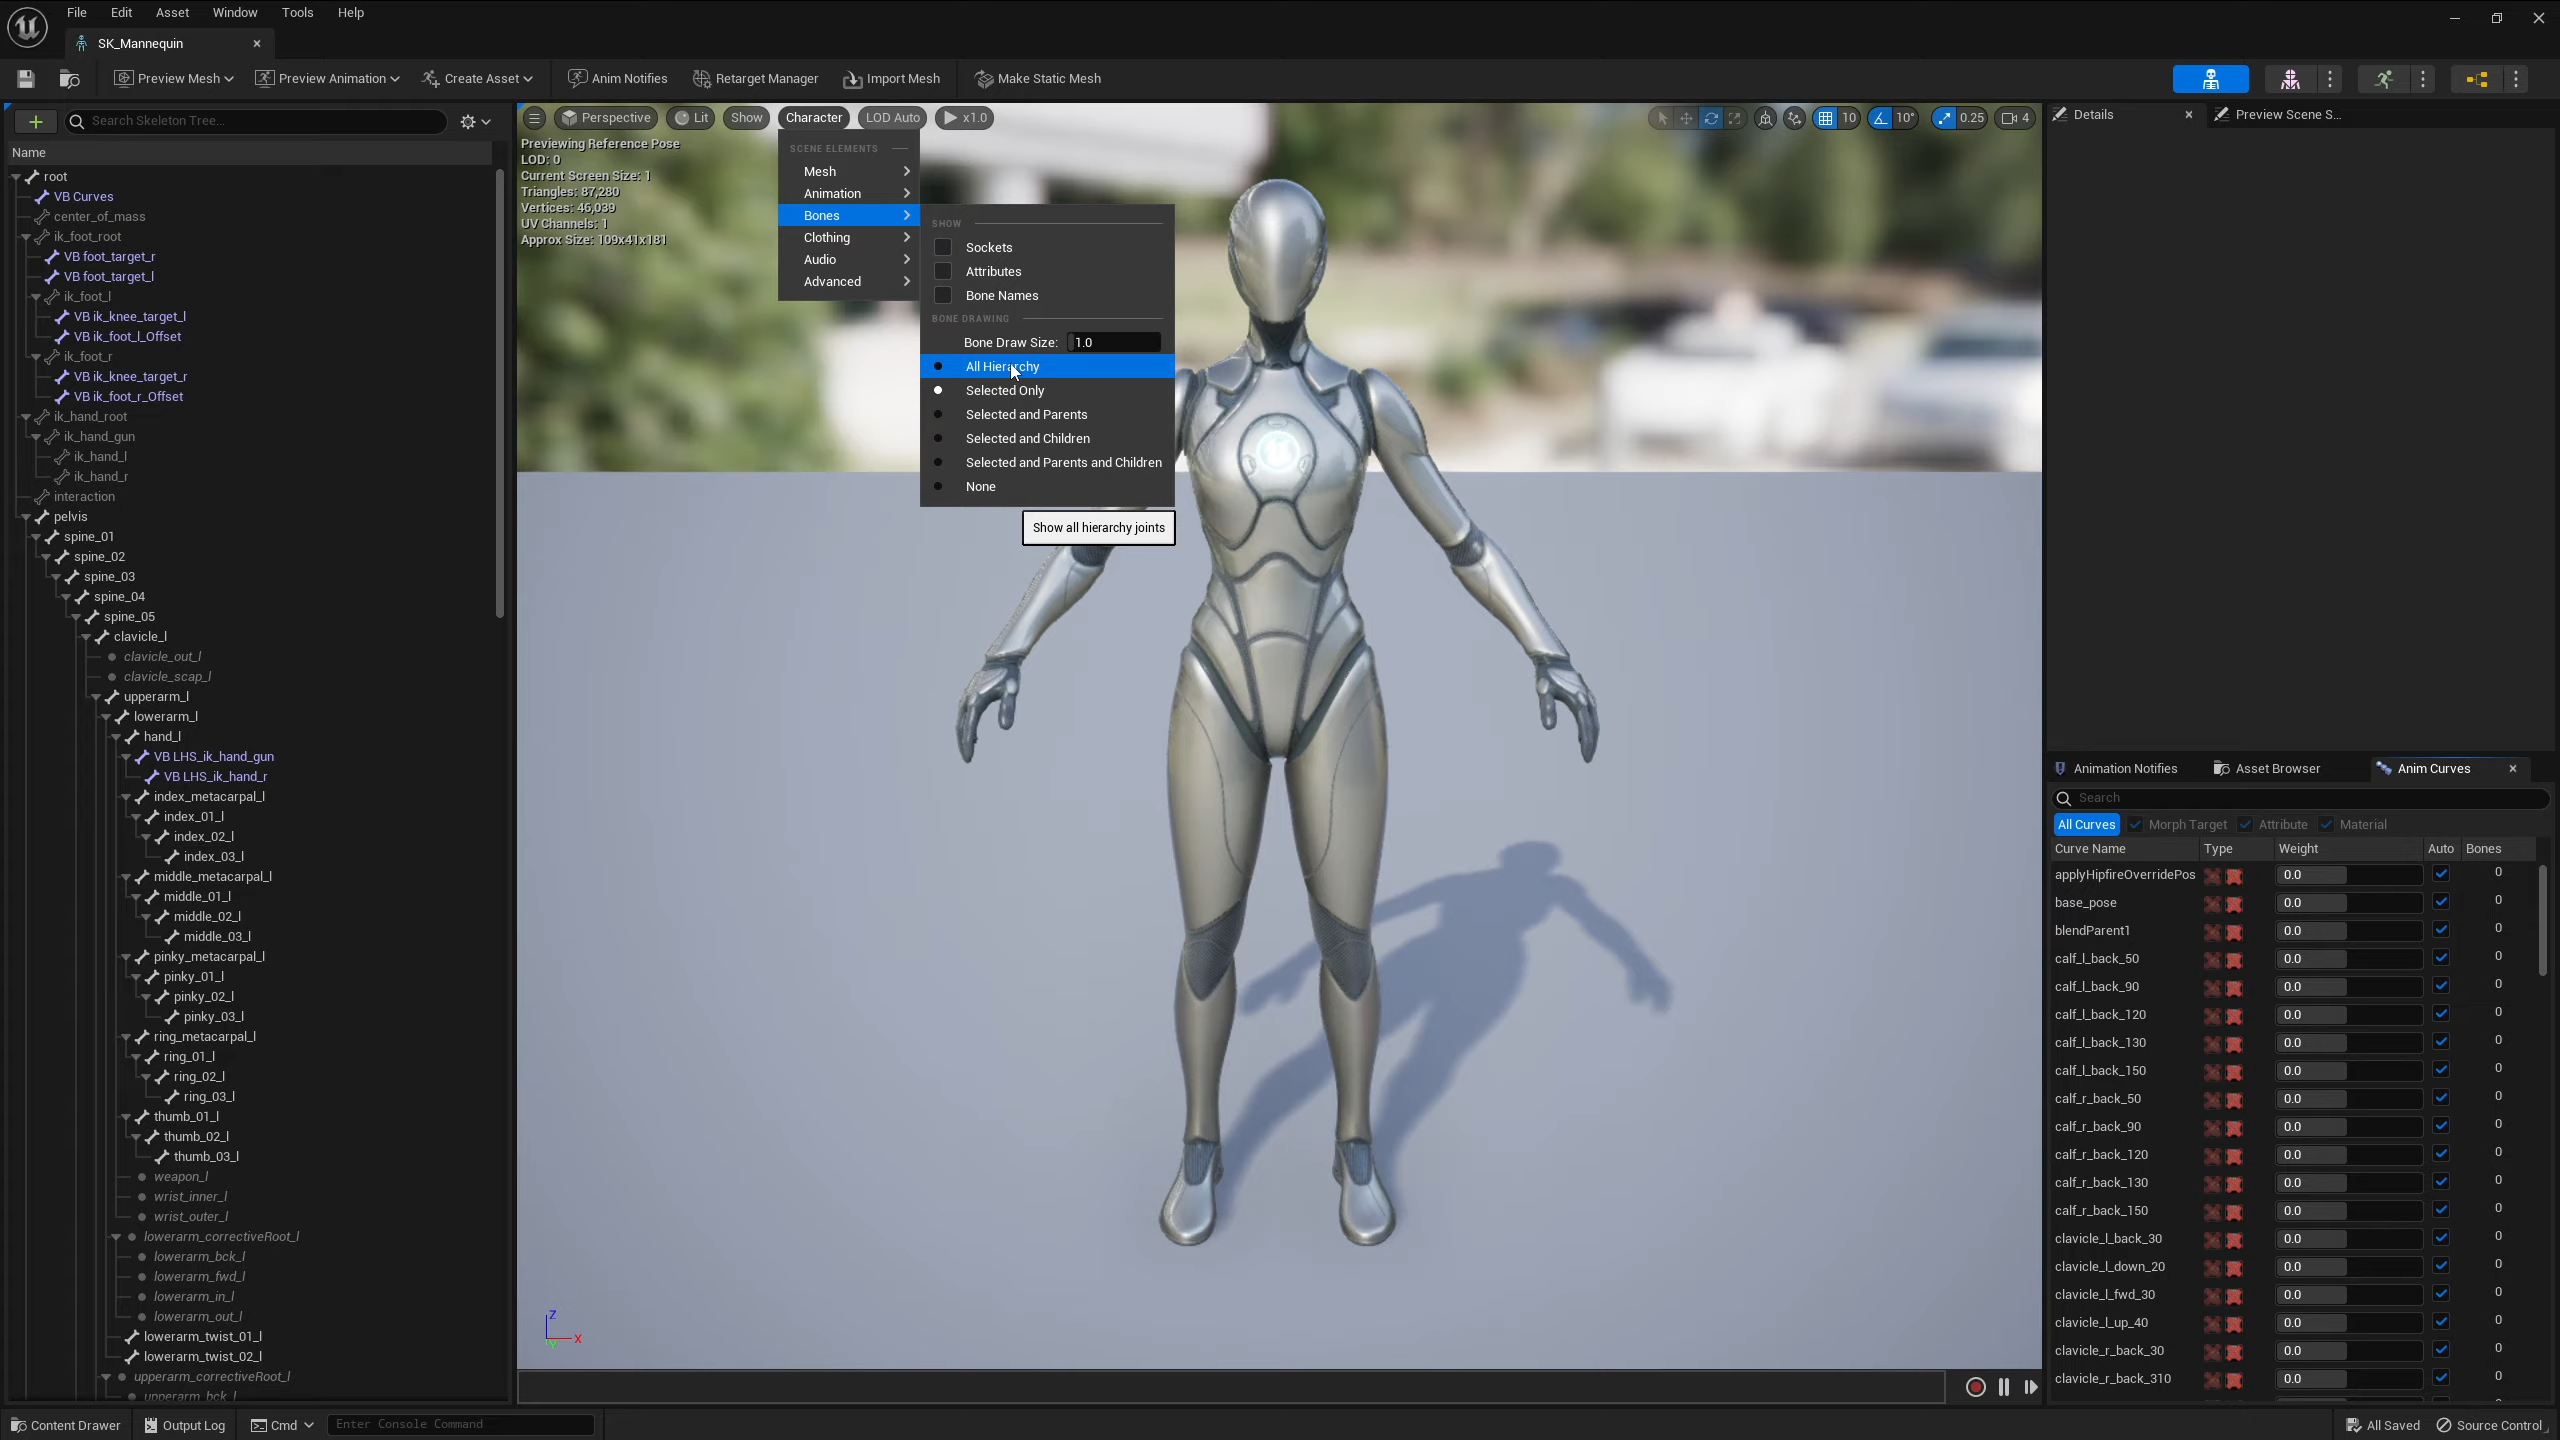 File Edit Asset Window Tools Help
SK_Mannequin
Preview Mesh Preview Animation Create Asset Anim Notifies Retarget Manager Import Mesh Make Static Mesh
Search Skeleton Tree...
Name
root
VB Curves
center_of_mass
ik_foot_root
VB foot_target_r
VB foot_target_l
ik_foot_l
VB ik_knee_target_l
VB ik_foot_l_Offset
ik_foot_r
VB ik_knee_target_r
VB ik_foot_r_Offset
ik_hand_root
ik_hand_gun
ik_hand_l
ik_hand_r
interaction
pelvis
spine_01
spine_02
spine_03
spine_04
spine_05
clavicle_l
clavicle_out_l
clavicle_scap_l
upperarm_l
lowerarm_l
hand_l
VB LHS_ik_hand_gun
VB LHS_ik_hand_r
index_metacarpal_l
index_01_l
index_02_l
index_03_l
middle_metacarpal_l
middle_01_l
middle_02_l
middle_03_l
pinky_metacarpal_l
pinky_01_l
pinky_02_l
pinky_03_l
ring_metacarpal_l
ring_01_l
ring_02_l
ring_03_l
thumb_01_l
thumb_02_l
thumb_03_l
weapon_l
wrist_inner_l
wrist_outer_l
lowerarm_correctiveRoot_l
lowerarm_bck_l
lowerarm_fwd_l
lowerarm_in_l
lowerarm_out_l
lowerarm_twist_01_l
lowerarm_twist_02_l
upperarm_correctiveRoot_l
upperarm_bck_l
Perspective Lit Show Character LOD Auto x1.0
10 10° 0.25 4
Previewing Reference Pose
LOD: 0
Current Screen Size: 1
Triangles: 87,280
Vertices: 46,039
UV Channels: 1
Approx Size: 109x41x181
SCENE ELEMENTS
Mesh
Animation
Bones
Clothing
Audio
Advanced
SHOW
Sockets
Attributes
Bone Names
BONE DRAWING
Bone Draw Size: 1.0
All Hierarchy
Selected Only
Selected and Parents
Selected and Children
Selected and Parents and Children
None
Show all hierarchy joints
Z
X
Y
Details Preview Scene S...
Animation Notifies Asset Browser Anim Curves
Search
All Curves Morph Target Attribute Material
Curve Name Type Weight Auto Bones
applyHipfireOverridePos 0.0 0
base_pose 0.0 0
blendParent1 0.0 0
calf_l_back_50 0.0 0
calf_l_back_90 0.0 0
calf_l_back_120 0.0 0
calf_l_back_130 0.0 0
calf_l_back_150 0.0 0
calf_r_back_50 0.0 0
calf_r_back_90 0.0 0
calf_r_back_120 0.0 0
calf_r_back_130 0.0 0
calf_r_back_150 0.0 0
clavicle_l_back_30 0.0 0
clavicle_l_down_20 0.0 0
clavicle_l_fwd_30 0.0 0
clavicle_l_up_40 0.0 0
clavicle_r_back_30 0.0 0
clavicle_r_back_310 0.0 0
Content Drawer Output Log Cmd Enter Console Command All Saved Source Control